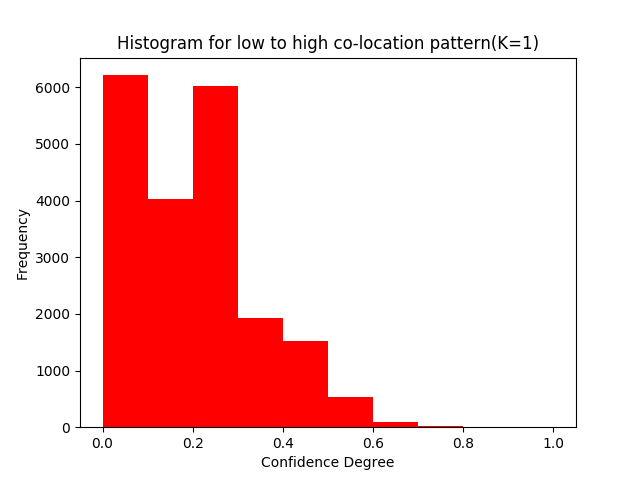 Histogram for low to high co-location pattern(K=1)
6000
5000
4000
3000
2000
1000
0
Frequency
0.0 0.2 0.4 0.6 0.8 1.0
Confidence Degree